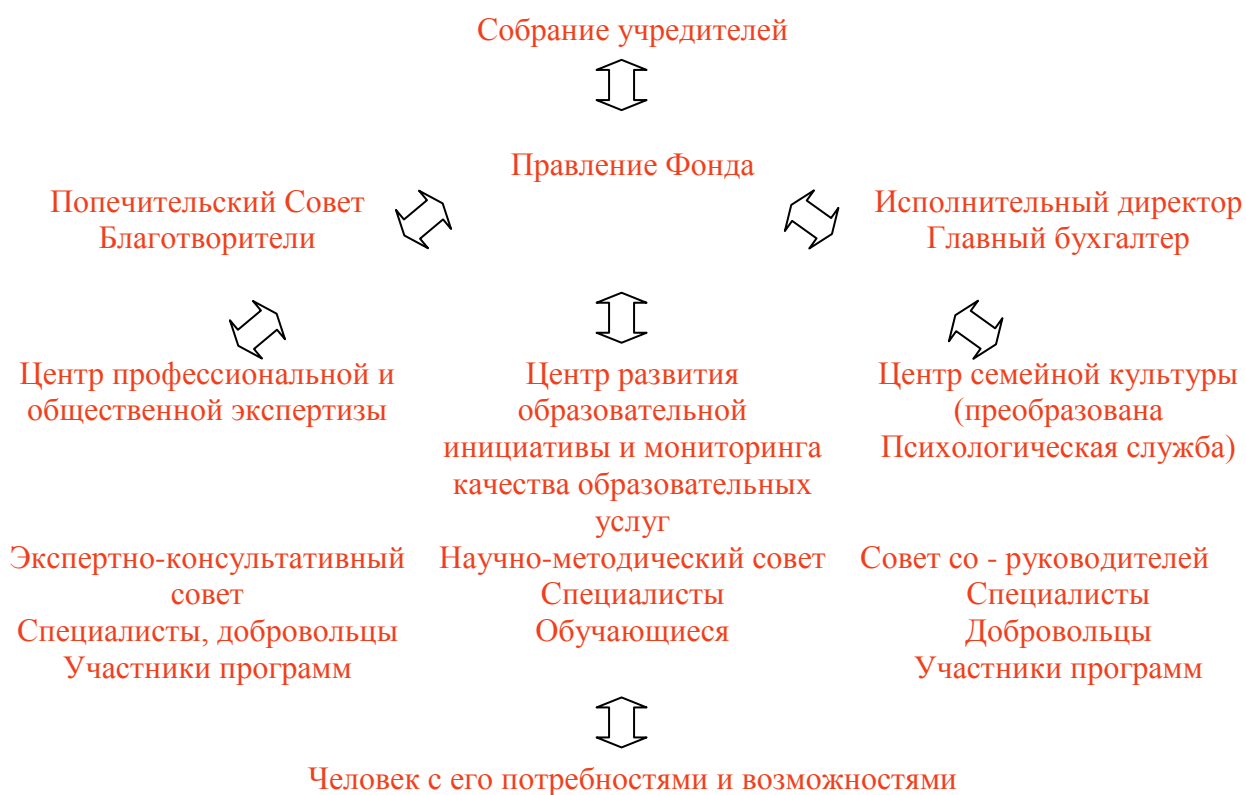 Собрание учредителей
Правление Фонда
Попечительский Совет
Благотворители
Исполнительный директор
Главный бухгалтер
Центр профессиональной и
общественной экспертизы
Центр развития
образовательной
инициативы и мониторинга
качества образовательных
услуг
Центр семейной культуры
(преобразована
Психологическая служба)
Экспертно-консультативный
совет
Специалисты, добровольцы
Участники программ
Научно-методический совет
Специалисты
Обучающиеся
Совет со - руководителей
Специалисты
Добровольцы
Участники программ
Человек с его потребностями и возможностями